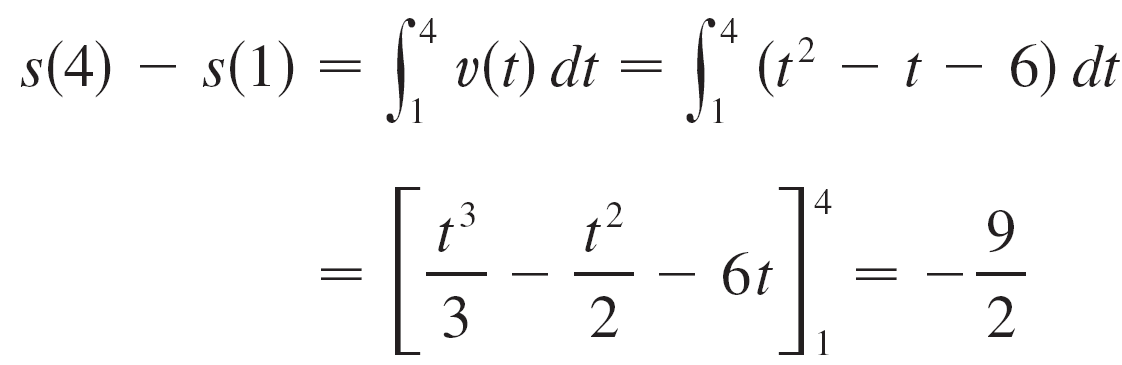 s(4) − s(1) = ∫₁⁴ v(t) dt = ∫₁⁴ (t² − t − 6) dt
= [t³/3 − t²/2 − 6t]₁⁴ = −9/2